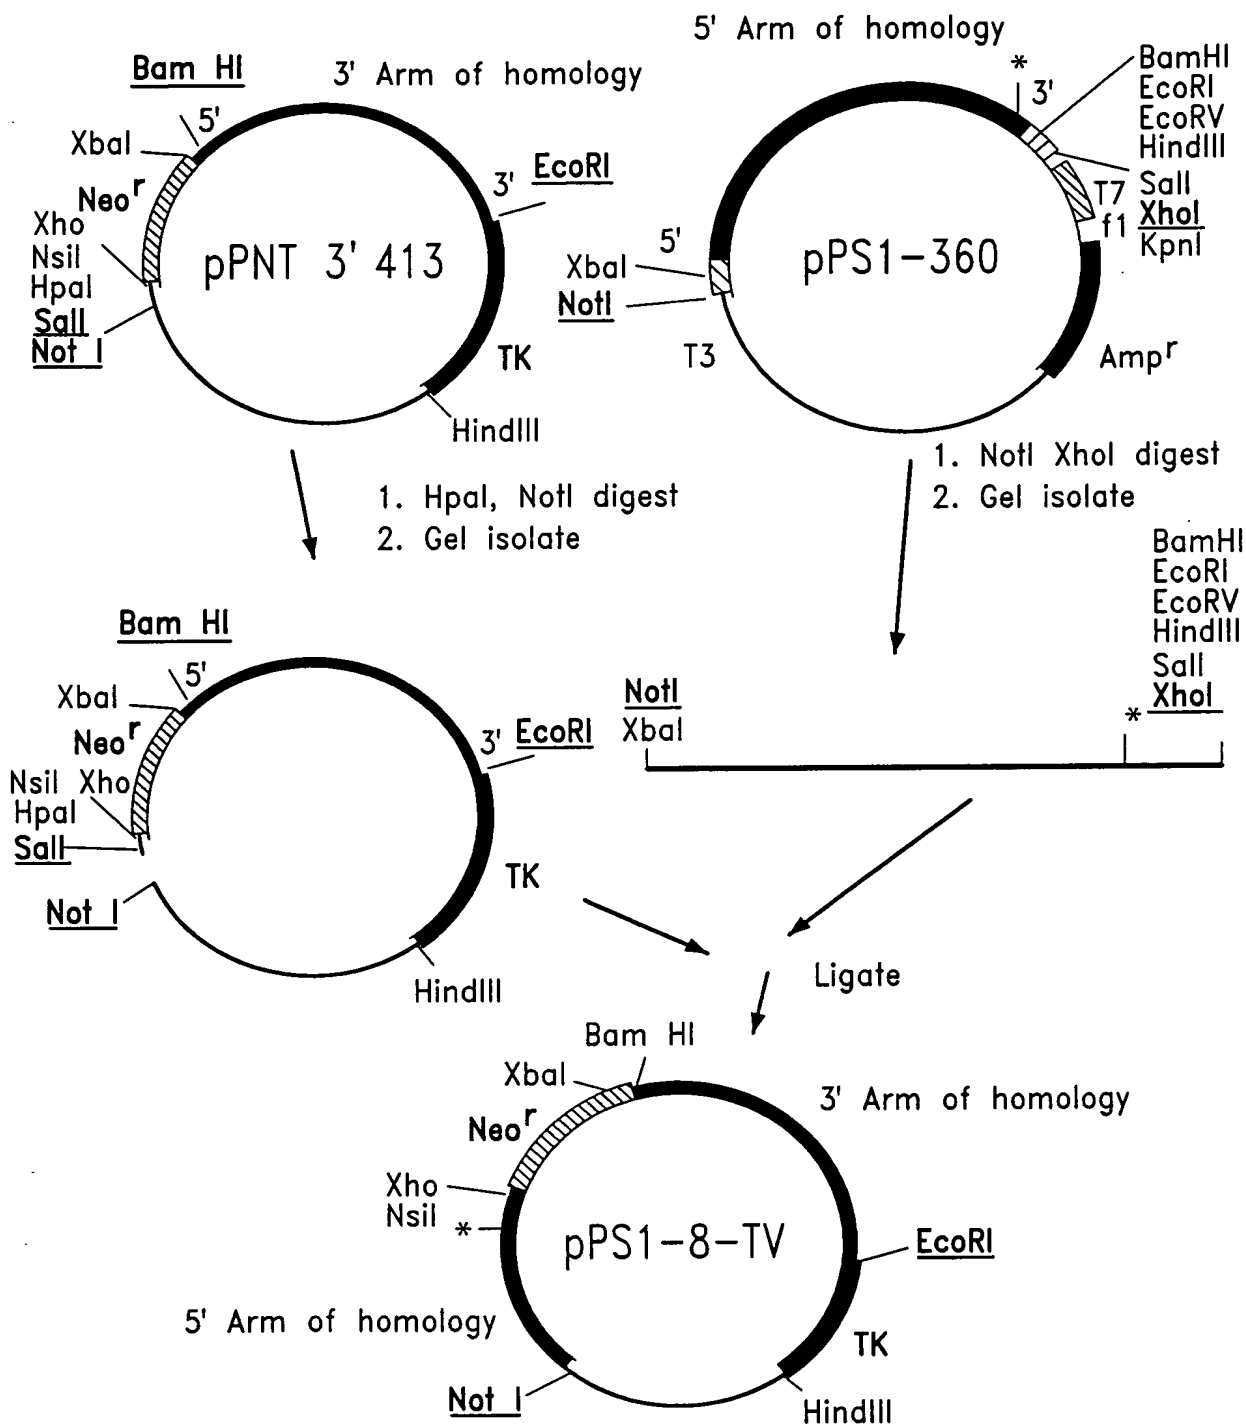 5' Arm of homology
Bam HI
3' Arm of homology
*
3'
BamHI
EcoRI
EcoRV
HindIII
SalI
XhoI
KpnI
T7
f1
5'
XbaI
Neoʳ
Xho
NsiI
HpaI
SalI
Not I
pPNT 3' 413
3'
EcoRI
TK
HindIII
5'
XbaI
NotI
T3
pPS1-360
Ampʳ
1. HpaI, NotI digest
2. Gel isolate
1. NotI XhoI digest
2. Gel isolate
Bam HI
5'
XbaI
Neoʳ
NsiI Xho
HpaI
SalI
Not I
3'
EcoRI
TK
HindIII
NotI
XbaI
BamHI
EcoRI
EcoRV
HindIII
SalI
XhoI
*
Ligate
Bam HI
XbaI
3' Arm of homology
Neoʳ
Xho
NsiI
*
pPS1-8-TV
EcoRI
5' Arm of homology
TK
Not I
HindIII